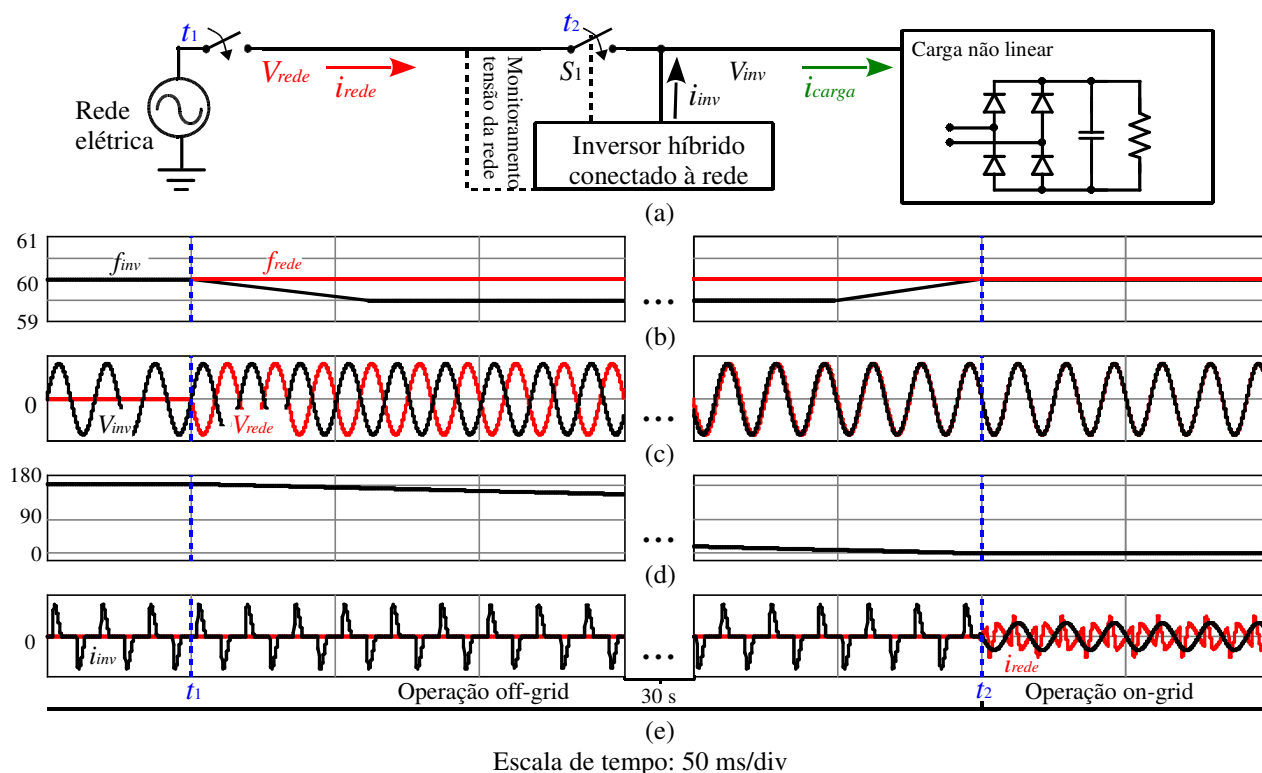 t1
t2
Vrede
irede
Rede
elétrica
Monitoramento
tensão da rede
S1
iinv
Vinv
icarga
Inversor híbrido
conectado à rede
Carga não linear
(a)
61
60
59
finv
frede
...
(b)
0
Vinv
Vrede
...
(c)
180
90
0
...
(d)
0
iinv
...
irede
t1
Operação off-grid
30 s
t2
Operação on-grid
(e)
Escala de tempo: 50 ms/div